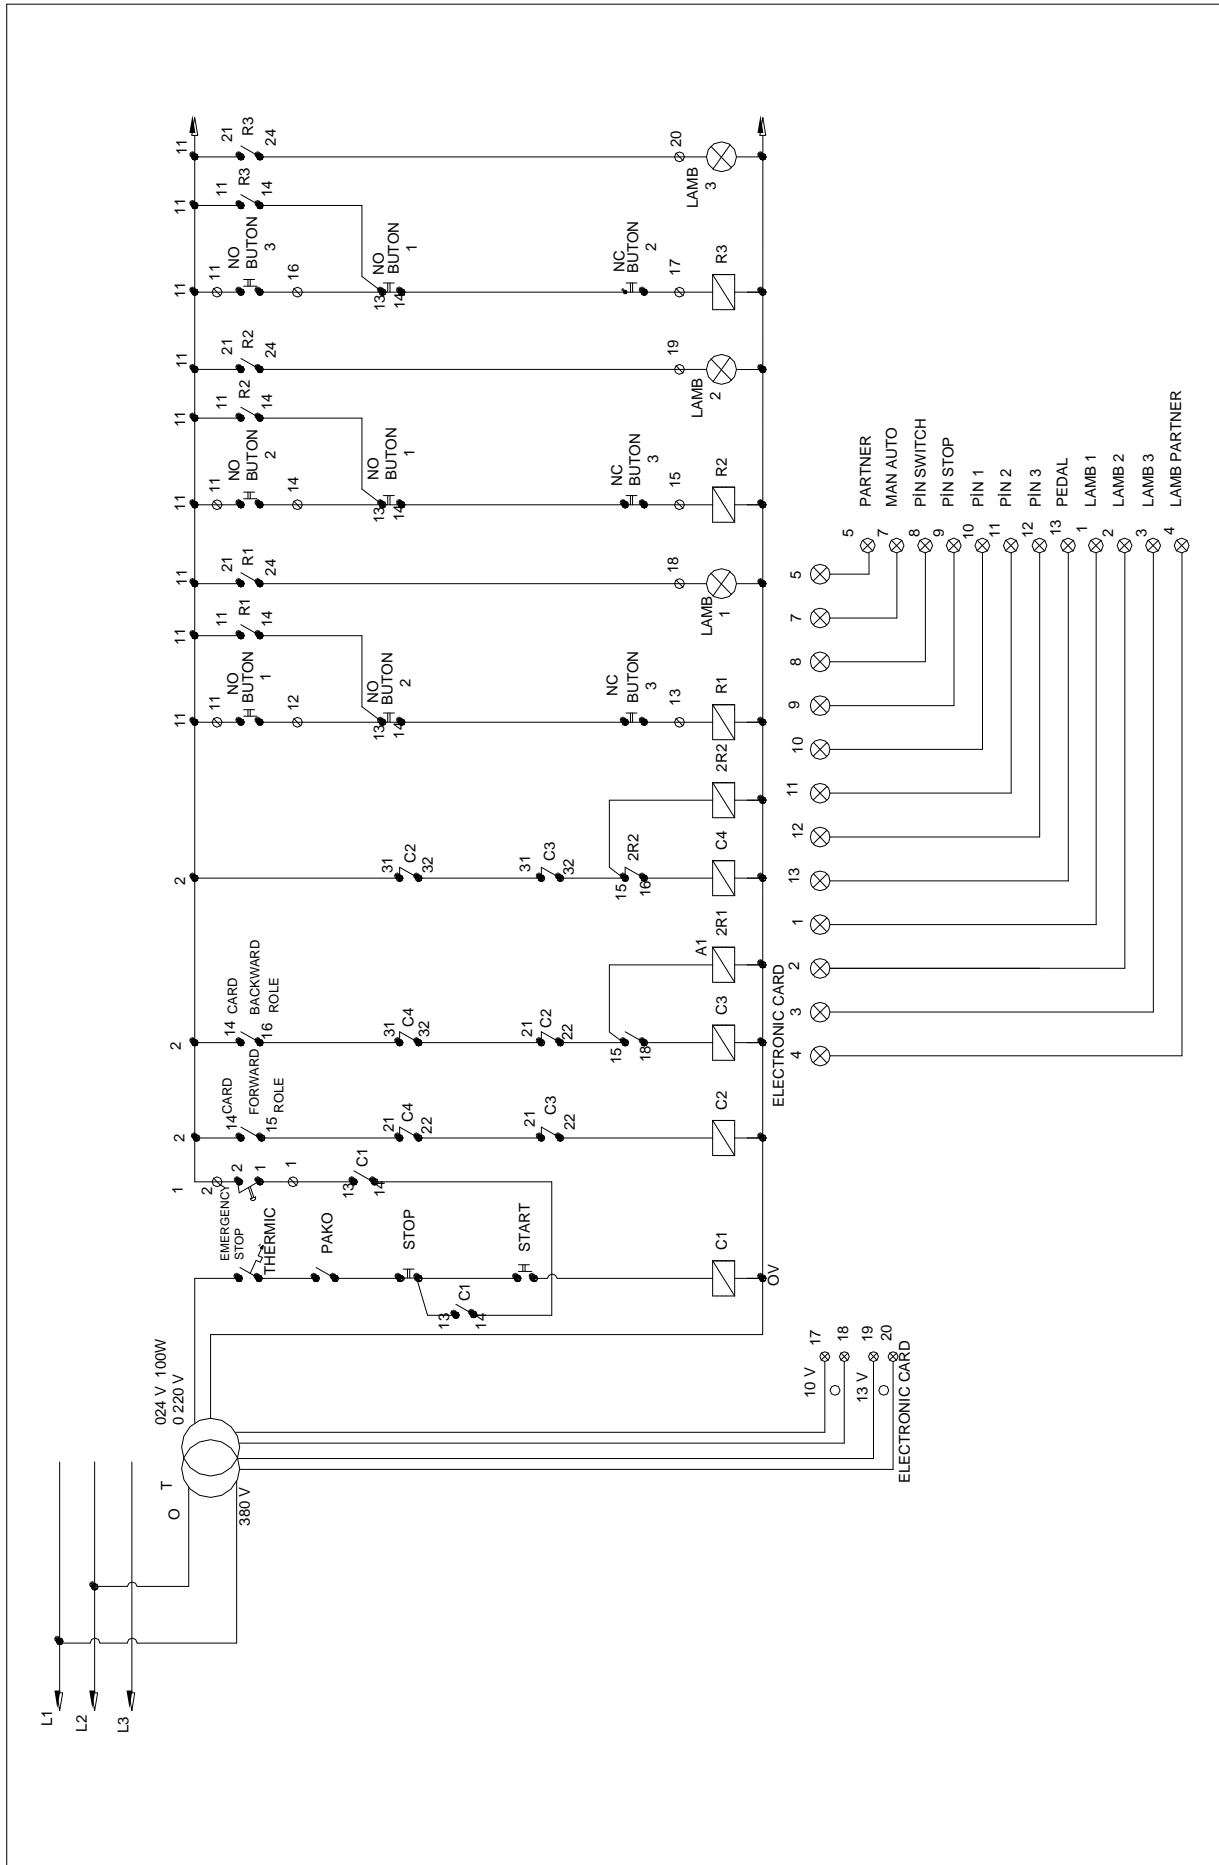 L1
L2
L3
O
T
380 V
024 V 100W
0 220 V
10 V
17
18
13 V
19
20
ELECTRONIC CARD
EMERGENCY
STOP
THERMIC
PAKO
STOP
13
C1
14
START
C1
OV
1
2
2
1
1
13
C1
14
2
14
CARD
FORWARD
15
ROLE
21
C4
22
21
C3
22
C2
2
14
CARD
BACKWARD
16
ROLE
31
C4
32
21
C2
22
15
18
C3
A1
2R1
ELECTRONIC CARD
2
31
C2
32
31
C3
32
15
2R2
16
C4
2R2
11
11
NO
BUTON
1
12
13
14
NO
BUTON
2
NC
BUTON
3
13
R1
11
11
R1
14
11
21
R1
24
18
LAMB
1
11
11
NO
BUTON
2
14
13
14
NO
BUTON
1
NC
BUTON
3
15
R2
11
11
R2
14
11
21
R2
24
19
LAMB
2
11
11
NO
BUTON
3
16
13
14
NO
BUTON
1
NC
BUTON
2
17
R3
11
11
R3
14
11
21
R3
24
20
LAMB
3
4
3
2
1
13
12
11
10
9
8
7
5
5 PARTNER
7 MAN AUTO
8 PİN SWITCH
9 PİN STOP
10 PİN 1
11 PİN 2
12 PİN 3
13 PEDAL
1 LAMB 1
2 LAMB 2
3 LAMB 3
4 LAMB PARTNER